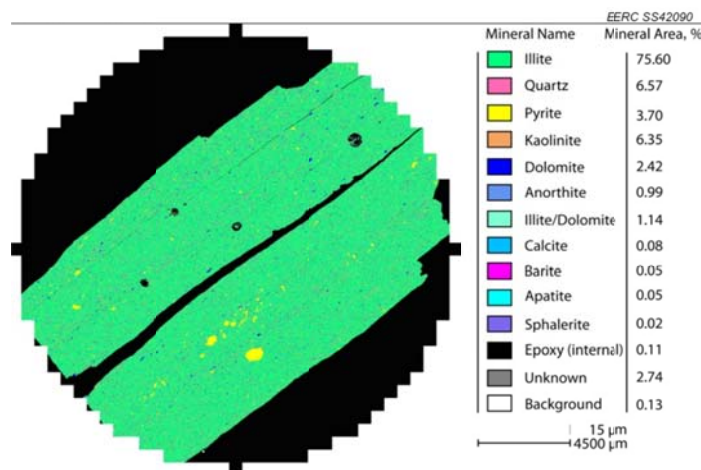 EERC SS42090
Mineral Name Mineral Area, %
Illite 75.60
Quartz 6.57
Pyrite 3.70
Kaolinite 6.35
Dolomite 2.42
Anorthite 0.99
Illite/Dolomite 1.14
Calcite 0.08
Barite 0.05
Apatite 0.05
Sphalerite 0.02
Epoxy (internal) 0.11
Unknown 2.74
Background 0.13
15 µm
4500 µm